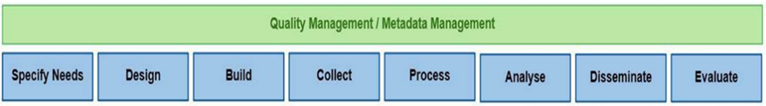 Quality Management / Metadata Management
Specify Needs
Design
Build
Collect
Process
Analyse
Disseminate
Evaluate